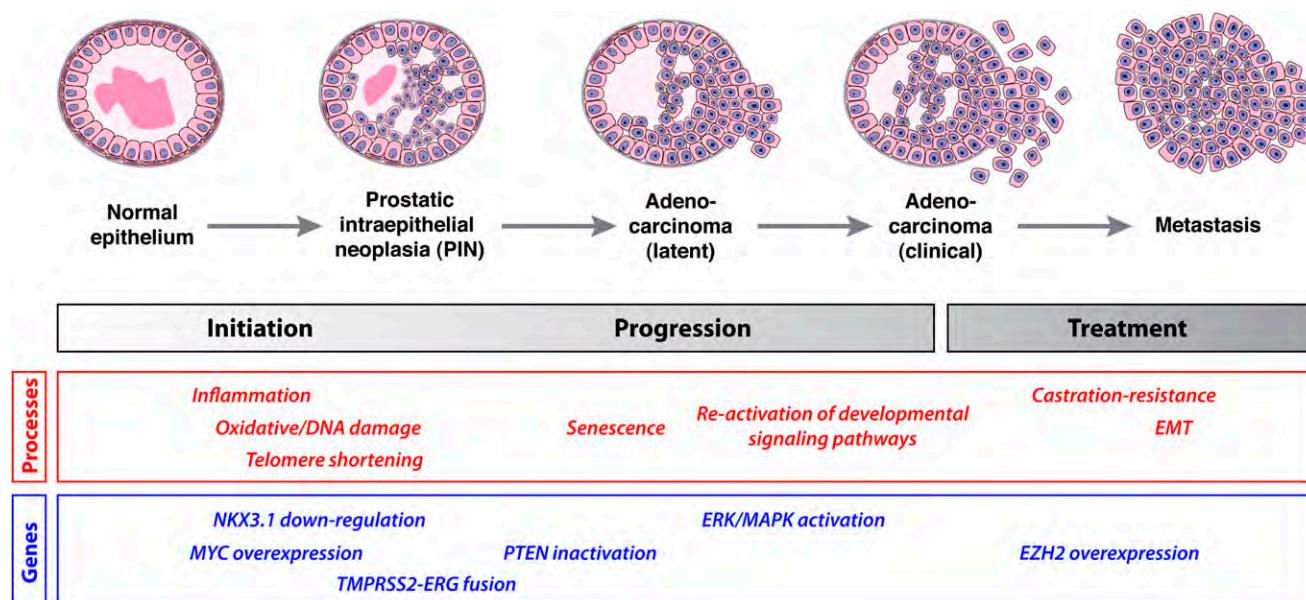 Normal
epithelium
Prostatic
intraepithelial
neoplasia (PIN)
Adeno-
carcinoma
(latent)
Adeno-
carcinoma
(clinical)
Metastasis
Initiation
Progression
Treatment
Processes
Inflammation
Oxidative/DNA damage
Telomere shortening
Senescence
Re-activation of developmental
signaling pathways
Castration-resistance
EMT
Genes
NKX3.1 down-regulation
MYC overexpression
TMPRSS2-ERG fusion
PTEN inactivation
ERK/MAPK activation
EZH2 overexpression